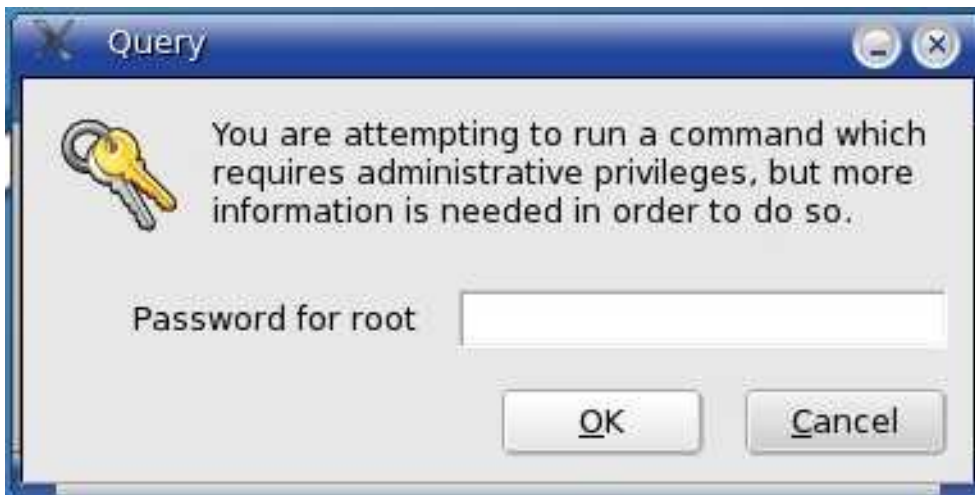 Query
You are attempting to run a command which
requires administrative privileges, but more
information is needed in order to do so.
Password for root
OK
Cancel